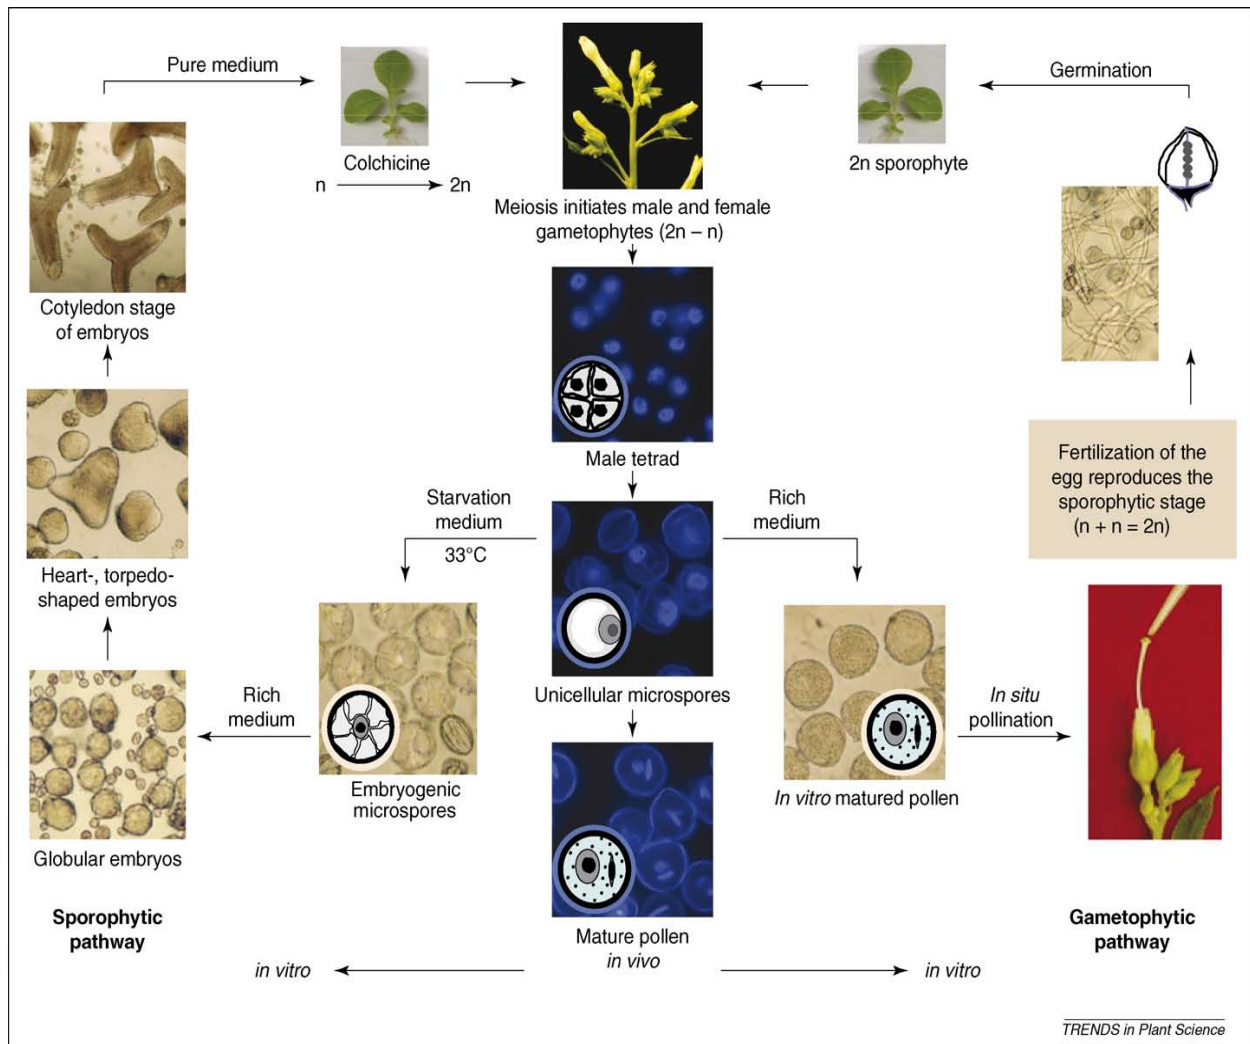 Pure medium
Germination
Colchicine
n
2n
2n sporophyte
Meiosis initiates male and female
gametophytes (2n – n)
Cotyledon stage
of embryos
Male tetrad
Starvation
medium
33°C
Rich
medium
Fertilization of the
egg reproduces the
sporophytic stage
(n + n = 2n)
Heart-, torpedo-
shaped embryos
Rich
medium
Unicellular microspores
In situ
pollination
Embryogenic
microspores
In vitro matured pollen
Globular embryos
Sporophytic
pathway
Mature pollen
in vivo
Gametophytic
pathway
in vitro
in vitro
TRENDS in Plant Science